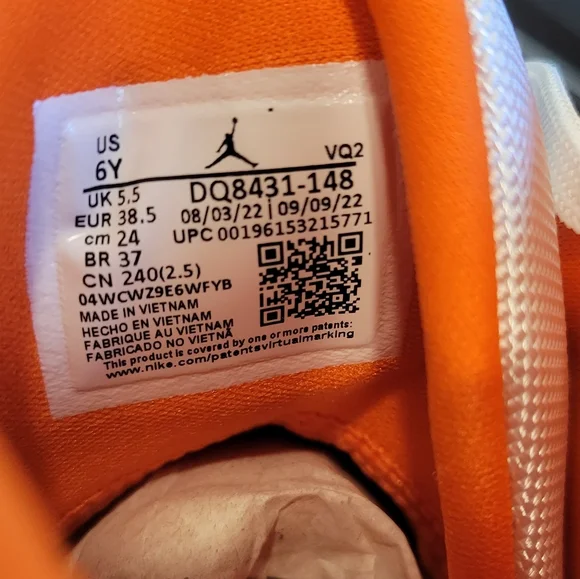 US
6Y
VQ2
UK 5.5
DQ8431-148
EUR 38.5
08/03/22 | 09/09/22
cm 24
UPC 00196153215771
BR 37
CN 240(2.5)
04WCWZ9E6WFYB
MADE IN VIETNAM
HECHO EN VIETNAM
FABRIQUE AU VIETNAM
FABRICADO NO VIETNÃ
This product is covered by one or more patents:
www.nike.com/patentsvirtualmarking